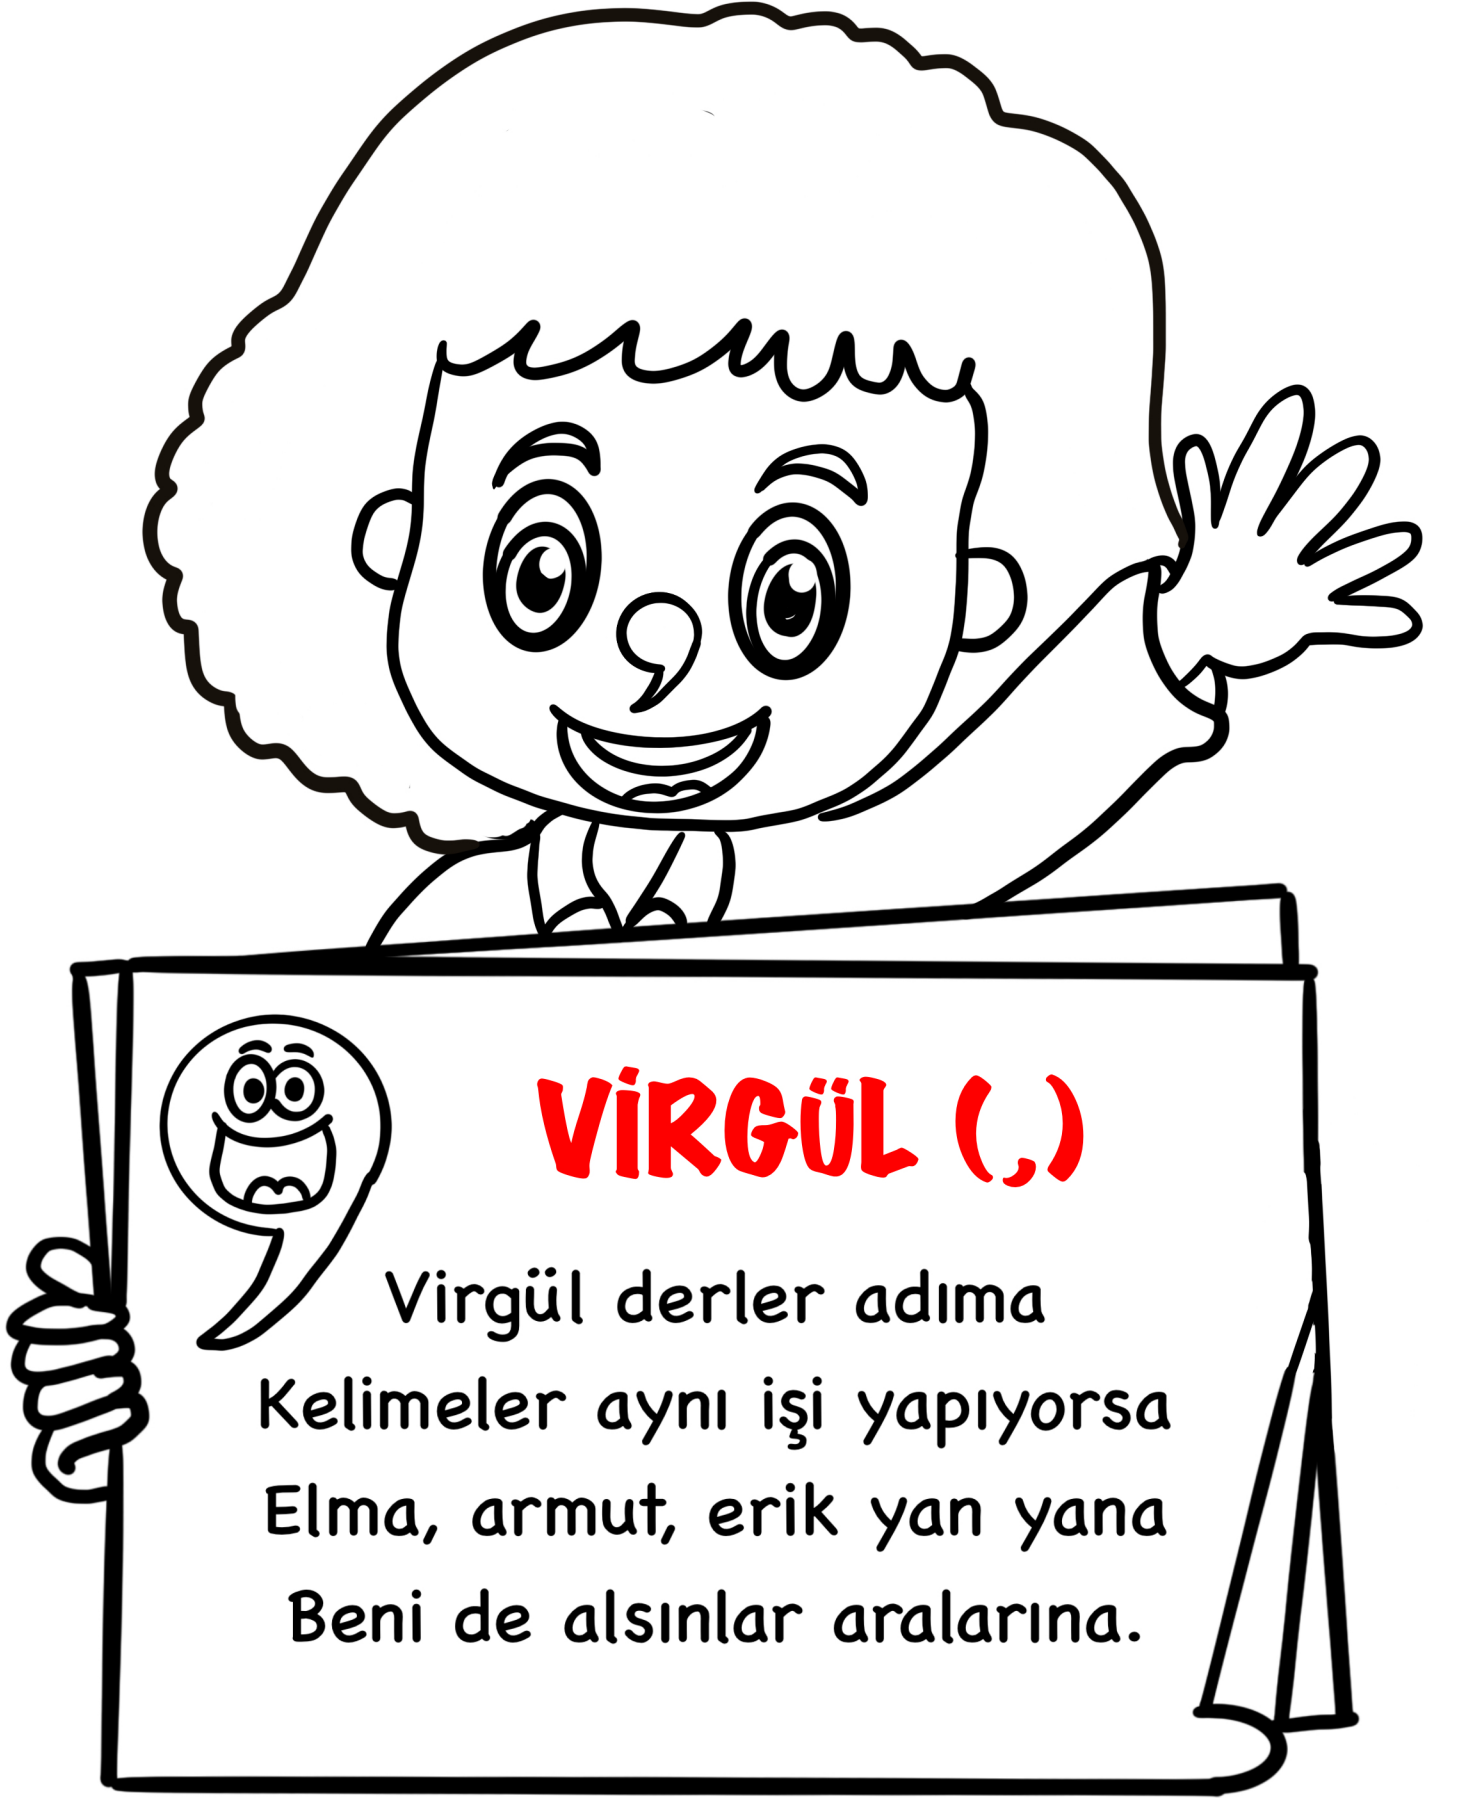 VİRGÜL (,)
Virgül derler adıma
Kelimeler aynı işi yapıyorsa
Elma, armut, erik yan yana
Beni de alsınlar aralarına.